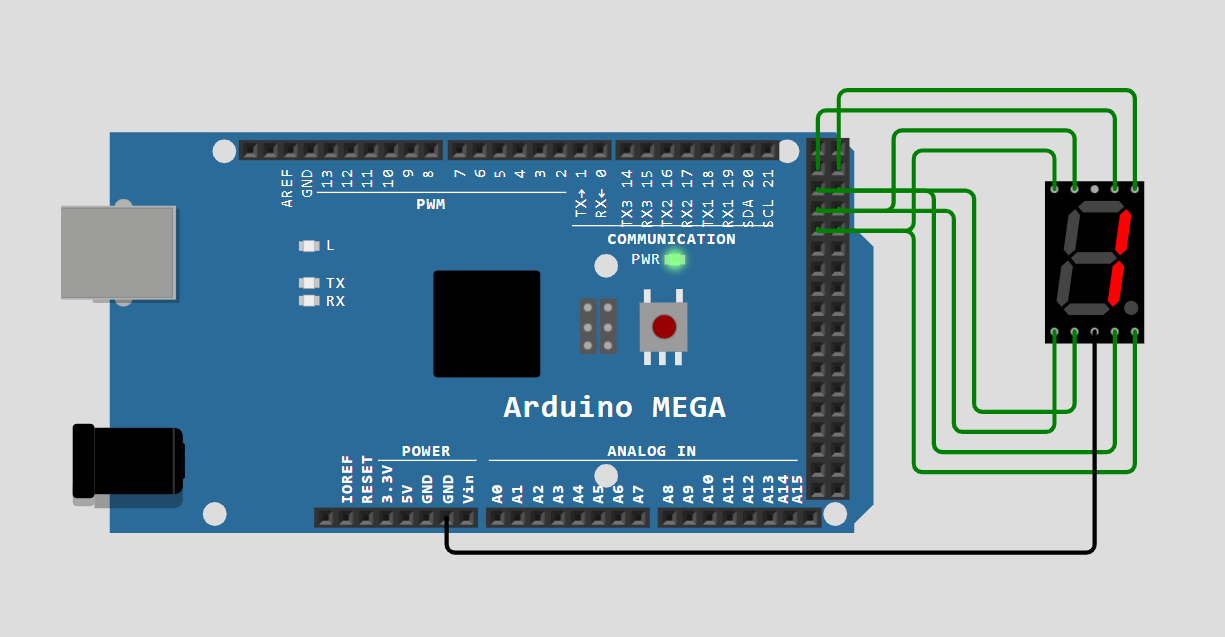 AREF
GND
13
12
11
10
9
8
7
6
5
4
3
2
TX→ 1
RX← 0
TX3 14
RX3 15
TX2 16
RX2 17
TX1 18
RX1 19
SDA 20
SCL 21
PWM
COMMUNICATION
L
PWR
TX
RX
Arduino MEGA
POWER
ANALOG IN
IOREF
RESET
3.3V
5V
GND
GND
Vin
A0
A1
A2
A3
A4
A5
A6
A7
A8
A9
A10
A11
A12
A13
A14
A15